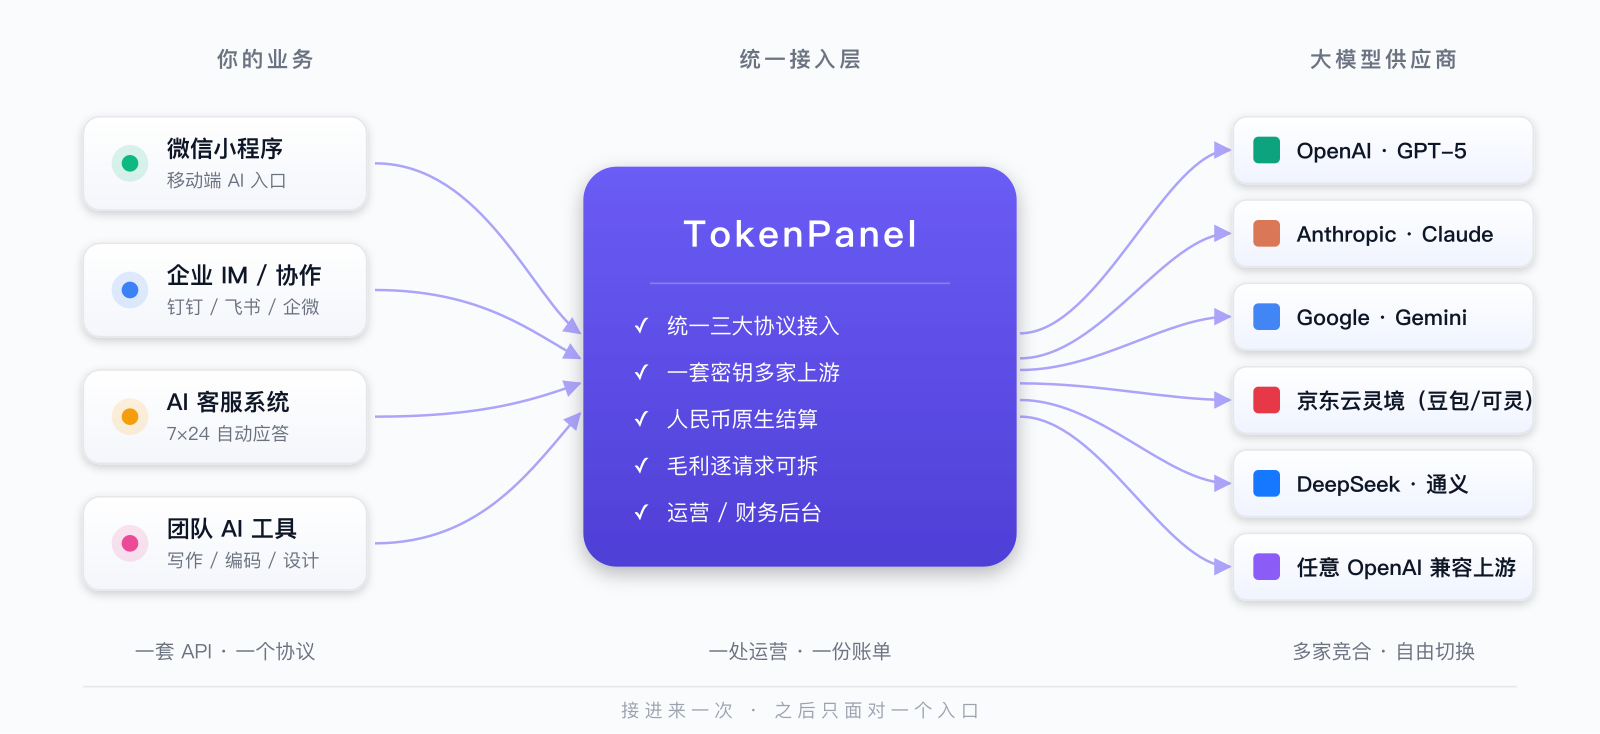 你的业务
统一接入层
大模型供应商
微信小程序
移动端 AI 入口
企业 IM / 协作
钉钉 / 飞书 / 企微
AI 客服系统
7×24 自动应答
团队 AI 工具
写作 / 编码 / 设计
TokenPanel
✓ 统一三大协议接入
✓ 一套密钥多家上游
✓ 人民币原生结算
✓ 毛利逐请求可拆
✓ 运营 / 财务后台
OpenAI · GPT-5
Anthropic · Claude
Google · Gemini
京东云灵境（豆包/可灵）
DeepSeek · 通义
任意 OpenAI 兼容上游
一套 API · 一个协议
一处运营 · 一份账单
多家竞合 · 自由切换
接进来一次 · 之后只面对一个入口